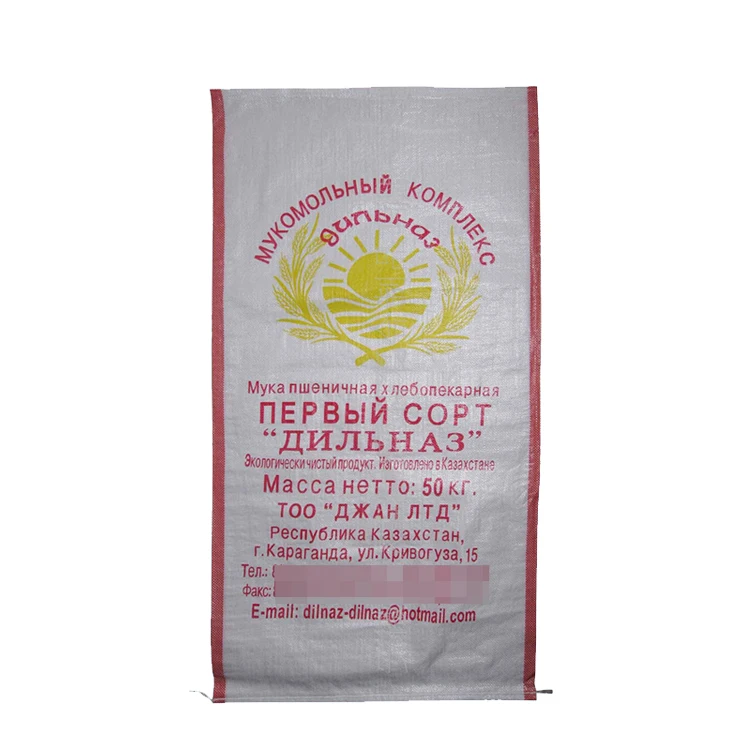 МУКОМОЛЬНЫЙ КОМПЛЕКС
дильназ
Мука пшеничная хлебопекарная
ПЕРВЫЙ СОРТ
"ДИЛЬНАЗ"
Экологически чистый продукт. Изготовлено в Казахстане
Масса нетто: 50 кг.
ТОО "ДЖАН ЛТД"
Республика Казахстан,
г. Караганда, ул. Кривогуза, 15
Тел.:
Факс:
E-mail: dilnaz-dilnaz@hotmail.com